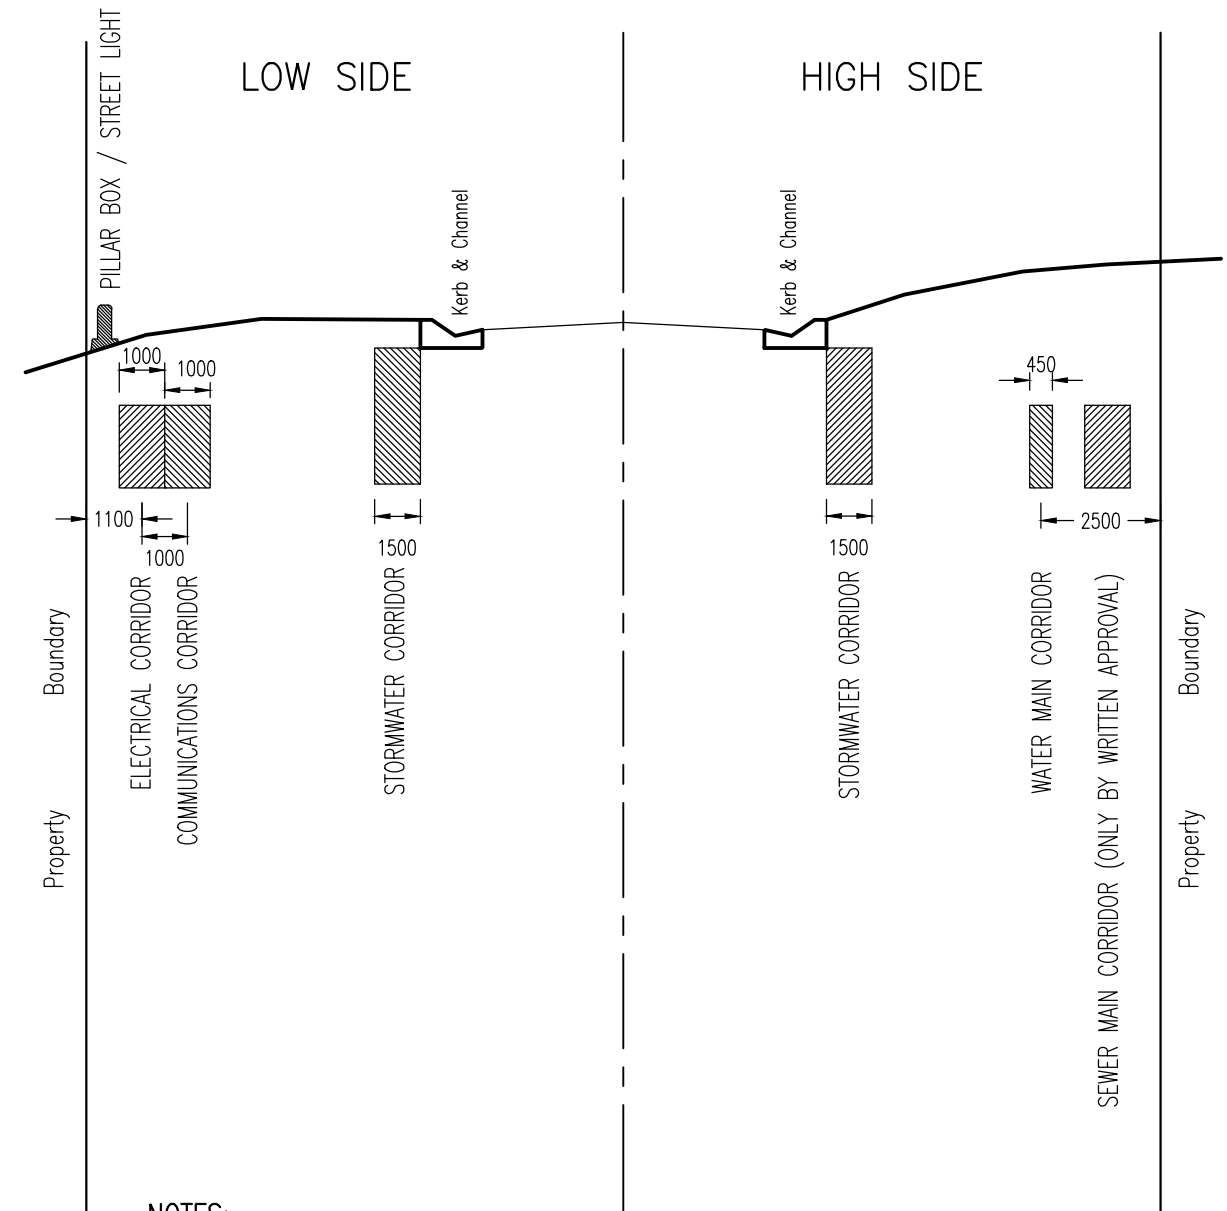 LOW SIDE
HIGH SIDE
PILLAR BOX / STREET LIGHT
Kerb & Channel
Kerb & Channel
1000
1000
450
1100
1000
1500
1500
2500
Property Boundary
ELECTRICAL CORRIDOR
COMMUNICATIONS CORRIDOR
STORMWATER CORRIDOR
STORMWATER CORRIDOR
WATER MAIN CORRIDOR
SEWER MAIN CORRIDOR (ONLY BY WRITTEN APPROVAL)
Property Boundary
NOTES: